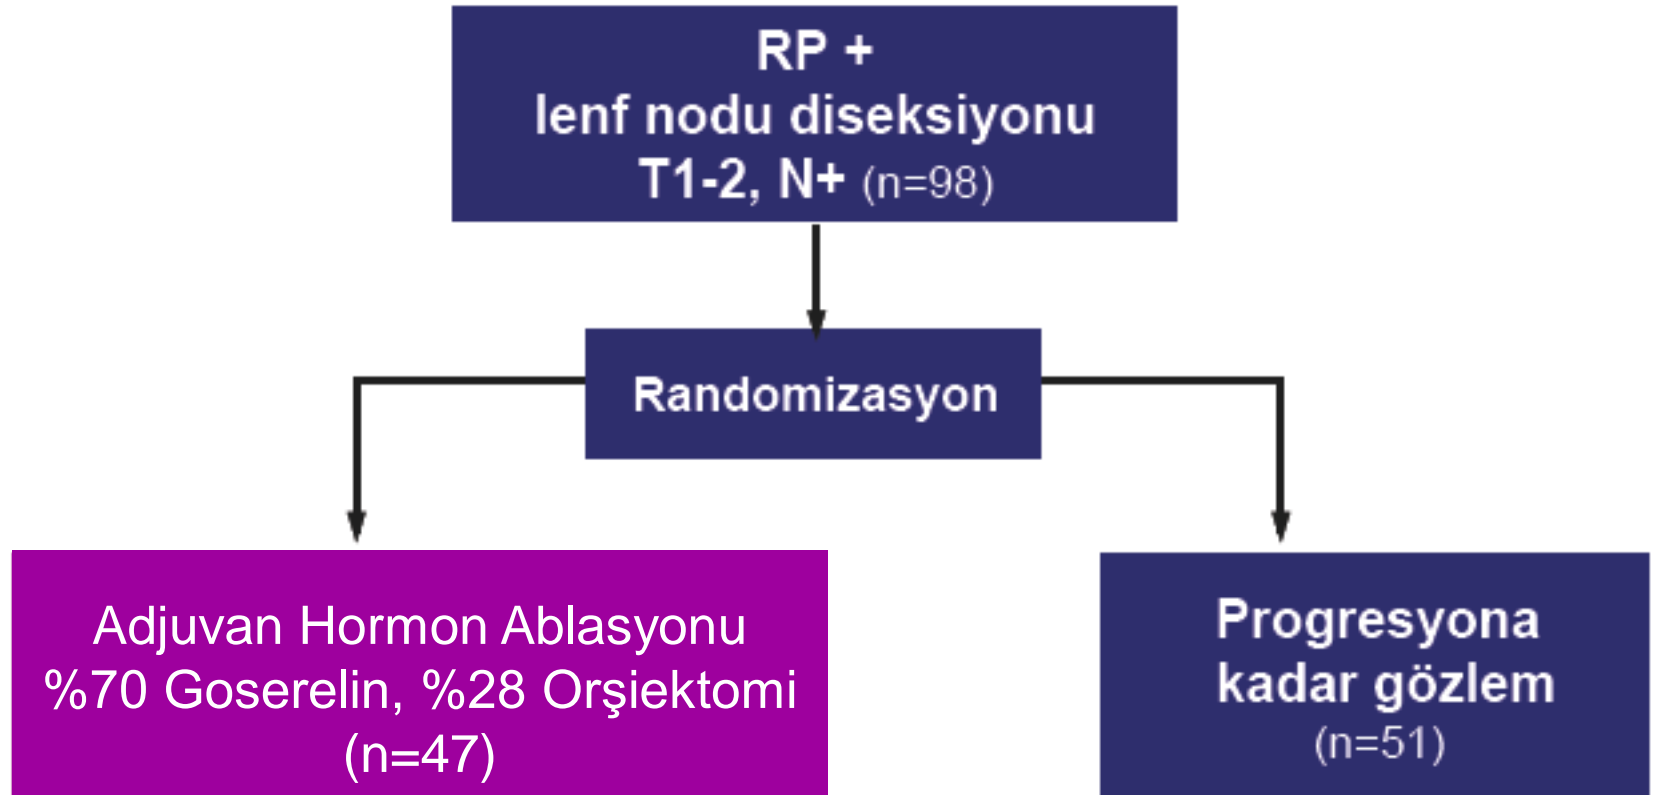 RP +
lenf nodu diseksiyonu
T1-2, N+ (n=98)
Randomizasyon
Adjuvan Hormon Ablasyonu
%70 Goserelin, %28 Orşiektomi
(n=47)
Progresyona
kadar gözlem
(n=51)